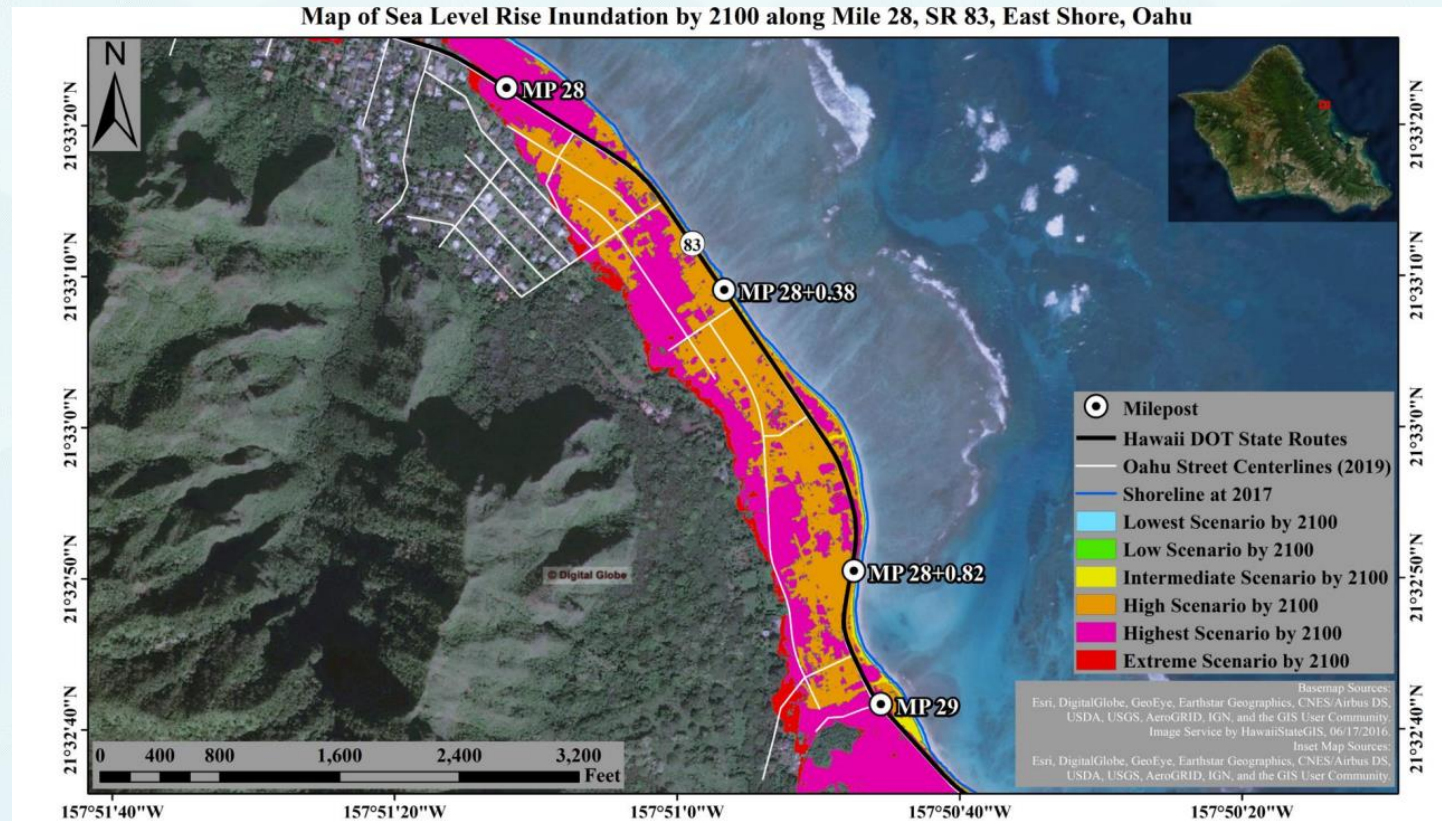 Map of Sea Level Rise Inundation by 2100 along Mile 28, SR 83, East Shore, Oahu
N
MP 28
83
MP 28+0.38
MP 28+0.82
MP 29
© Digital Globe
21°33'20"N
21°33'10"N
21°33'0"N
21°32'50"N
21°32'40"N
21°33'20"N
21°33'10"N
21°33'0"N
21°32'50"N
21°32'40"N
Milepost
Hawaii DOT State Routes
Oahu Street Centerlines (2019)
Shoreline at 2017
Lowest Scenario by 2100
Low Scenario by 2100
Intermediate Scenario by 2100
High Scenario by 2100
Highest Scenario by 2100
Extreme Scenario by 2100
Basemap Sources:
Esri, DigitalGlobe, GeoEye, Earthstar Geographics, CNES/Airbus DS,
USDA, USGS, AeroGRID, IGN, and the GIS User Community.
Image Service by HawaiiStateGIS, 06/17/2016.
Inset Map Sources:
Esri, DigitalGlobe, GeoEye, Earthstar Geographics, CNES/Airbus DS,
USDA, USGS, AeroGRID, IGN, and the GIS User Community.
0 400 800 1,600 2,400 3,200
Feet
157°51'40"W 157°51'20"W 157°51'0"W 157°50'40"W 157°50'20"W